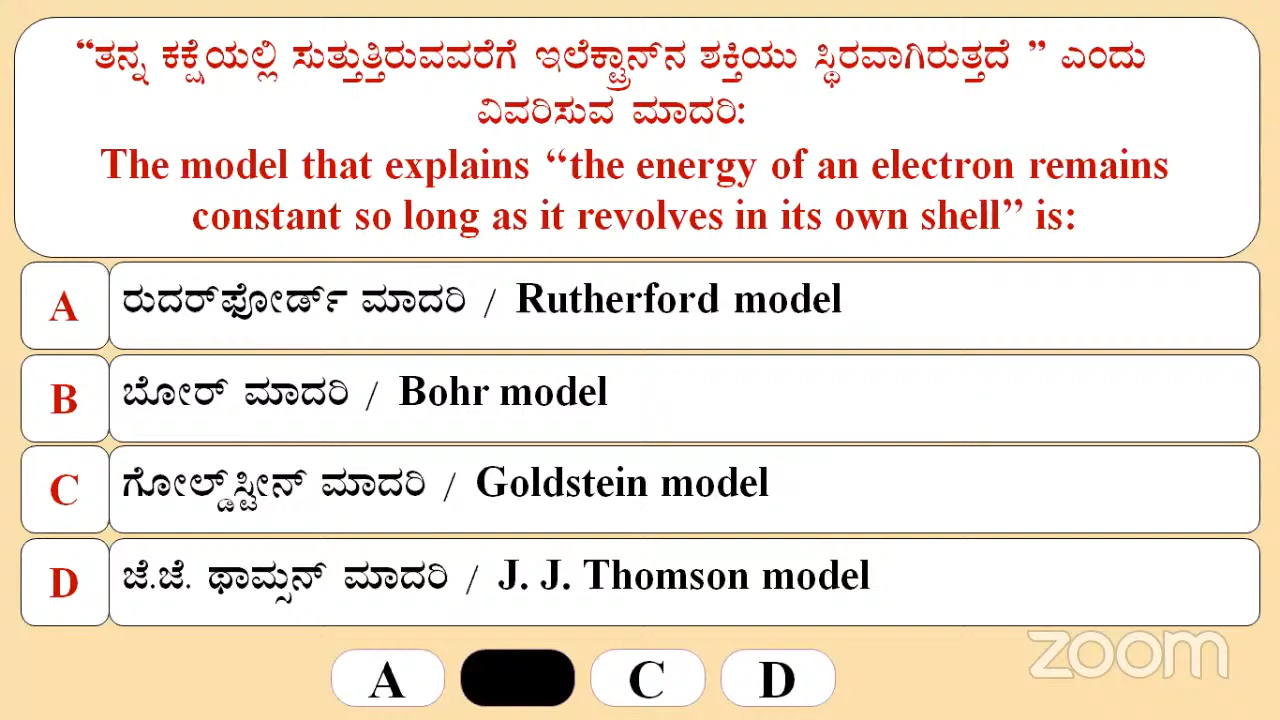 “ತನ್ನ ಕಕ್ಷೆಯಲ್ಲಿ ಸುತ್ತುತ್ತಿರುವವರೆಗೆ ಇಲೆಕ್ಟ್ರಾನ್‌ನ ಶಕ್ತಿಯು ಸ್ಥಿರವಾಗಿರುತ್ತದೆ ” ಎಂದು
ವಿವರಿಸುವ ಮಾದರಿ:
The model that explains “the energy of an electron remains
constant so long as it revolves in its own shell” is:
A ರುದರ್‌ಫೋರ್ಡ್ ಮಾದರಿ / Rutherford model
B ಬೋರ್ ಮಾದರಿ / Bohr model
C ಗೋಲ್ಡ್‌ಸ್ಟೀನ್ ಮಾದರಿ / Goldstein model
D ಜೆ.ಜೆ. ಥಾಮ್ಸನ್ ಮಾದರಿ / J. J. Thomson model
A C D
zoom